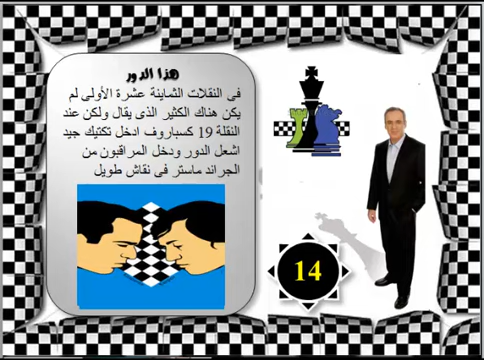 هذا الدور
فى النقلات الثماينة عشرة الأولى لم
يكن هناك الكثير الذى يقال ولكن عند
النقلة 19 كسباروف ادخل تكتيك جيد
اشعل الدور ودخل المراقبون من
الجراند ماستر فى نقاش طويل
14